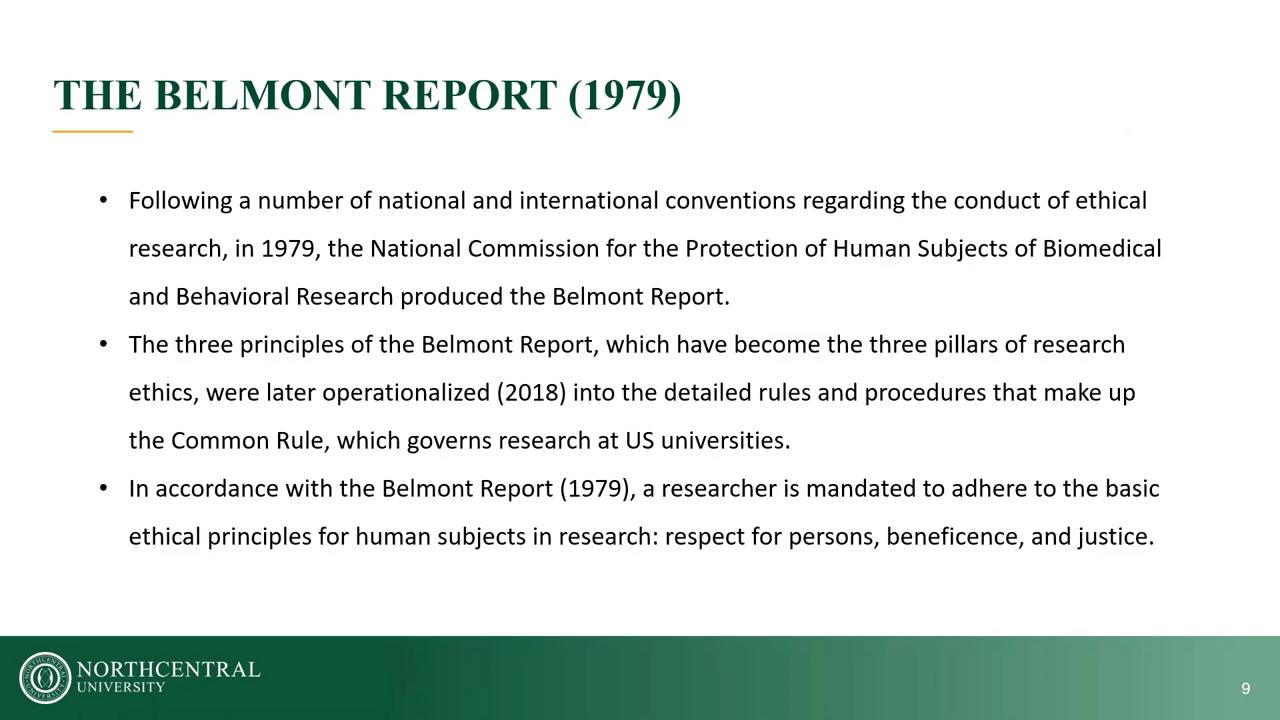 THE BELMONT REPORT (1979)
• Following a number of national and international conventions regarding the conduct of ethical
research, in 1979, the National Commission for the Protection of Human Subjects of Biomedical
and Behavioral Research produced the Belmont Report.
• The three principles of the Belmont Report, which have become the three pillars of research
ethics, were later operationalized (2018) into the detailed rules and procedures that make up
the Common Rule, which governs research at US universities.
• In accordance with the Belmont Report (1979), a researcher is mandated to adhere to the basic
ethical principles for human subjects in research: respect for persons, beneficence, and justice.
NORTHCENTRAL
UNIVERSITY
9